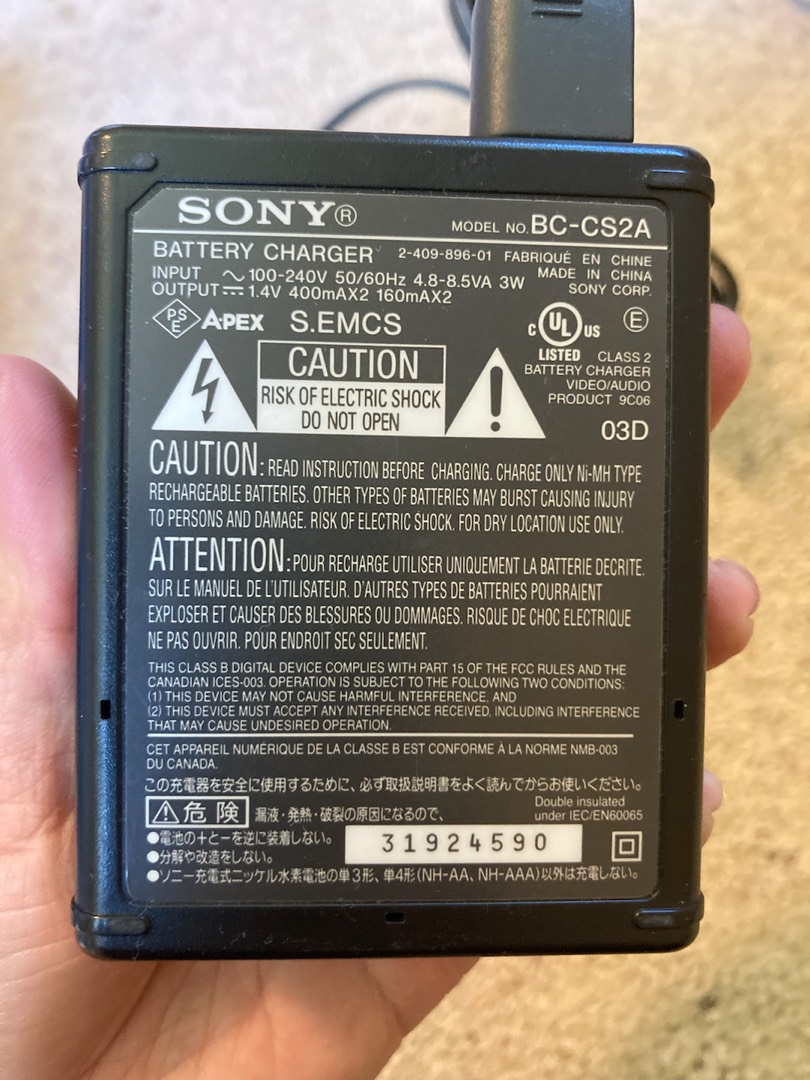 SONY®
MODEL NO. BC-CS2A
BATTERY CHARGER 2-409-896-01 FABRIQUÉ EN CHINE
INPUT ～100-240V 50/60Hz 4.8-8.5VA 3W MADE IN CHINA
OUTPUT ⎓ 1.4V 400mAX2 160mAX2 SONY CORP.
PSE APEX S.EMCS
C UL US E
LISTED CLASS 2
BATTERY CHARGER
VIDEO/AUDIO
PRODUCT 9C06
03D
CAUTION
RISK OF ELECTRIC SHOCK
DO NOT OPEN
CAUTION: READ INSTRUCTION BEFORE CHARGING. CHARGE ONLY Ni-MH TYPE
RECHARGEABLE BATTERIES. OTHER TYPES OF BATTERIES MAY BURST CAUSING INJURY
TO PERSONS AND DAMAGE. RISK OF ELECTRIC SHOCK. FOR DRY LOCATION USE ONLY.
ATTENTION: POUR RECHARGE UTILISER UNIQUEMENT LA BATTERIE DECRITE.
SUR LE MANUEL DE L'UTILISATEUR. D'AUTRES TYPES DE BATTERIES POURRAIENT
EXPLOSER ET CAUSER DES BLESSURES OU DOMMAGES. RISQUE DE CHOC ELECTRIQUE
NE PAS OUVRIR. POUR ENDROIT SEC SEULEMENT.
THIS CLASS B DIGITAL DEVICE COMPLIES WITH PART 15 OF THE FCC RULES AND THE
CANADIAN ICES-003. OPERATION IS SUBJECT TO THE FOLLOWING TWO CONDITIONS:
(1) THIS DEVICE MAY NOT CAUSE HARMFUL INTERFERENCE, AND
(2) THIS DEVICE MUST ACCEPT ANY INTERFERENCE RECEIVED, INCLUDING INTERFERENCE
THAT MAY CAUSE UNDESIRED OPERATION.
CET APPAREIL NUMÉRIQUE DE LA CLASSE B EST CONFORME À LA NORME NMB-003
DU CANADA.
この充電器を安全に使用するために、必ず取扱説明書をよく読んでからお使いください。
⚠危険 漏液・発熱・破裂の原因になるので、
Double insulated
under IEC/EN60065
●電池の＋と－を逆に装着しない。
●分解や改造をしない。
31924590
●ソニー充電式ニッケル水素電池の単3形、単4形(NH-AA、NH-AAA)以外は充電しない。